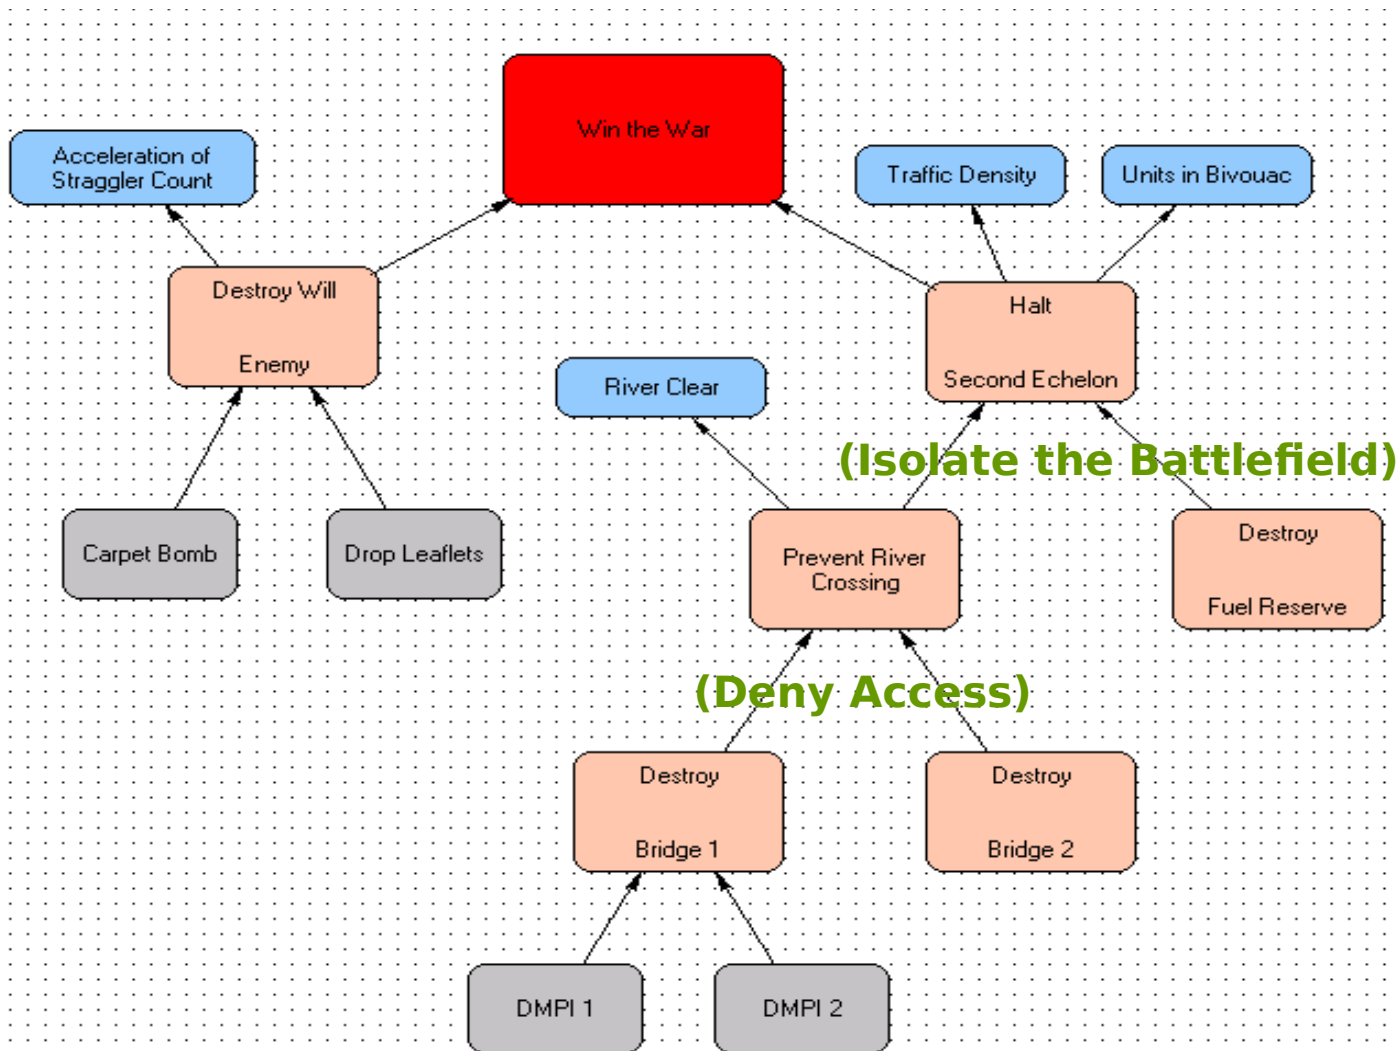 Win the War
Acceleration of
Straggler Count
Traffic Density
Units in Bivouac
Destroy Will
Enemy
Halt
Second Echelon
River Clear
(Isolate the Battlefield)
Carpet Bomb
Drop Leaflets
Prevent River
Crossing
Destroy
Fuel Reserve
(Deny Access)
Destroy
Bridge 1
Destroy
Bridge 2
DMPI 1
DMPI 2